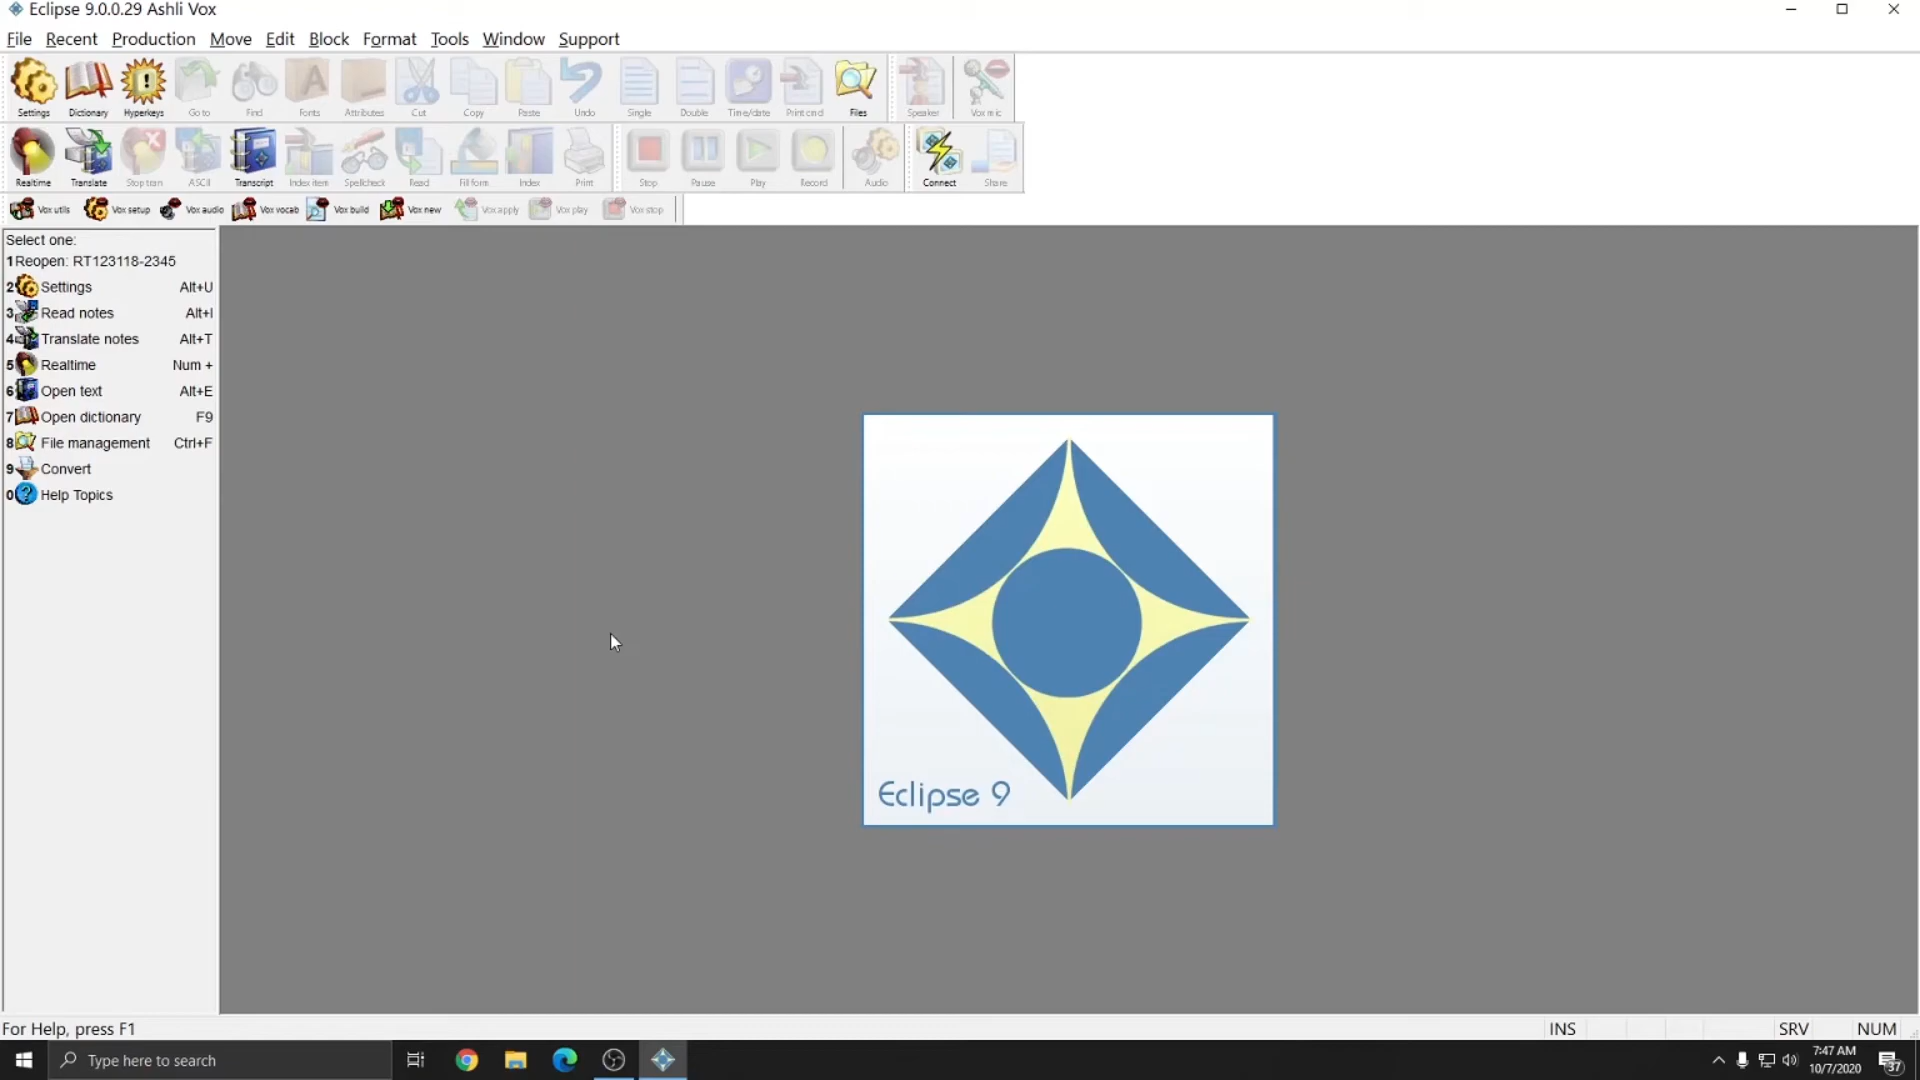 Eclipse 9.0.0.29 Ashli Vox
File Recent Production Move Edit Block Format Tools Window Support
Settings Dictionary Hyperkeys Go to Find Fonts Attributes Cut Copy Paste Undo Single Double Time/date Print cmd Files Speaker Vox mic
Realtime Translate Stop tran ASCII Transcript Index item Spellcheck Read Fill form Index Print Stop Pause Play Record Audio Connect Share
Vox utils Vox setup Vox audio Vox vocab Vox build Vox new Vox apply Vox play Vox stop
Select one:
1 Reopen: RT123118-2345
2 Settings Alt+U
3 Read notes Alt+I
4 Translate notes Alt+T
5 Realtime Num +
6 Open text Alt+E
7 Open dictionary F9
8 File management Ctrl+F
9 Convert
0 Help Topics
Eclipse 9
For Help, press F1 INS SRV NUM
Type here to search
7:47 AM
10/7/2020
37